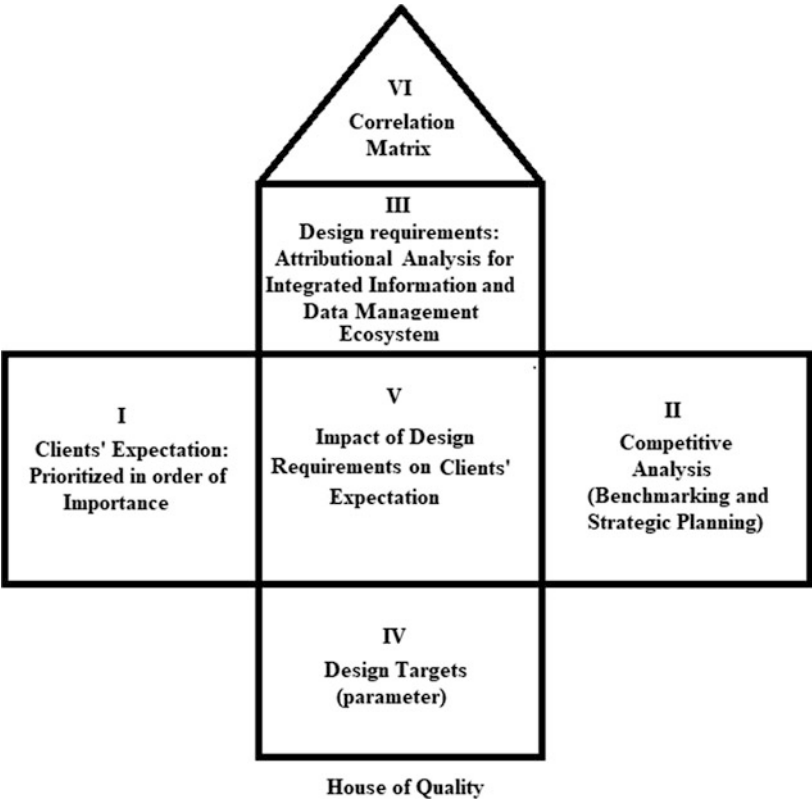 VI
Correlation
Matrix
III
Design requirements:
Attributional Analysis for
Integrated Information and
Data Management
Ecosystem
I
Clients' Expectation:
Prioritized in order of
Importance
V
Impact of Design
Requirements on Clients'
Expectation
II
Competitive
Analysis
(Benchmarking and
Strategic Planning)
IV
Design Targets
(parameter)
House of Quality